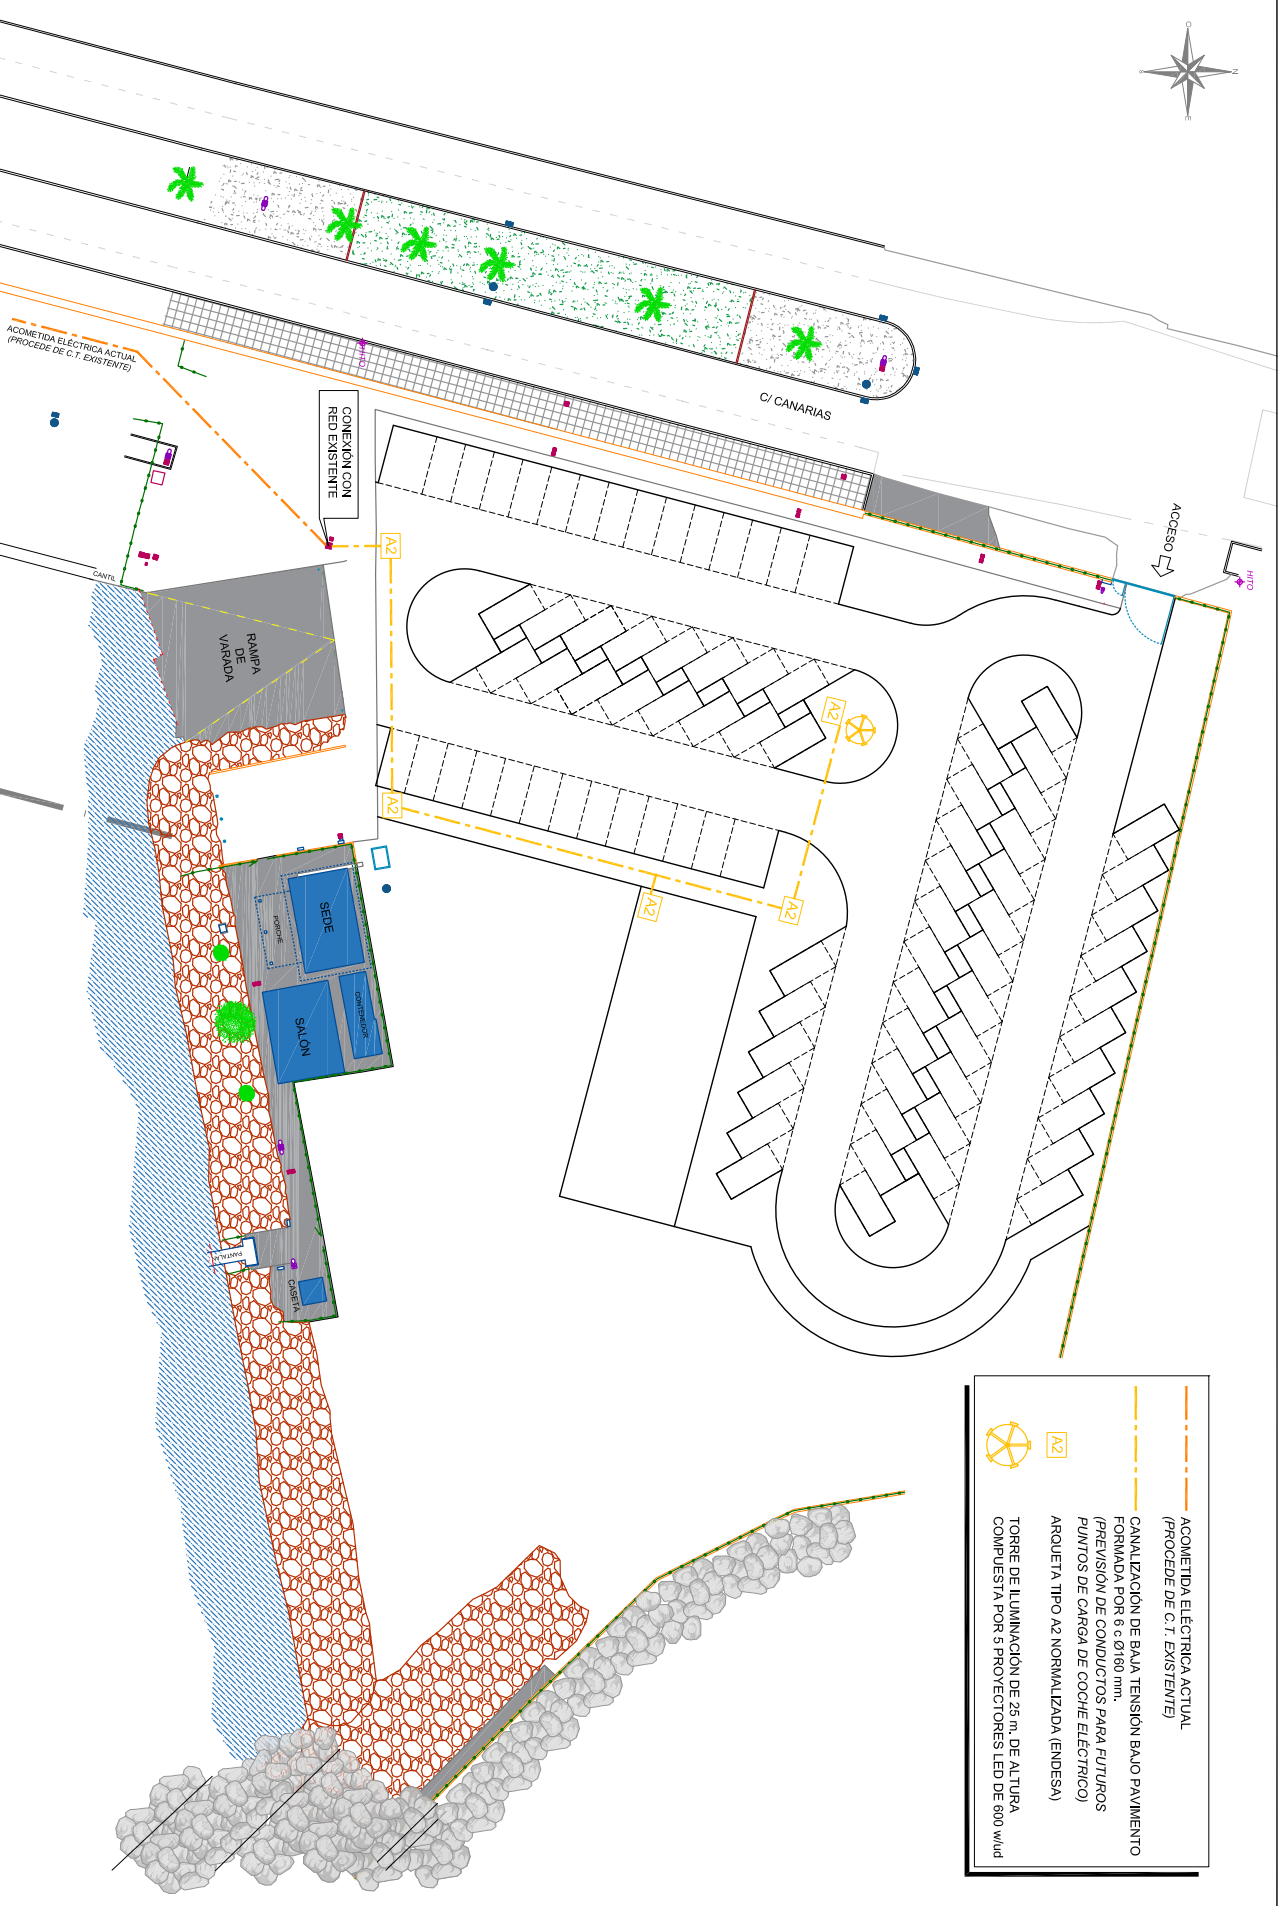 O
N
S
E
C/ CANARIAS
ACCESO
HITO
HITO
ACOMETIDA ELÉCTRICA ACTUAL
(PROCEDE DE C.T. EXISTENTE)
CONEXIÓN CON
RED EXISTENTE
CANTIL
A2
A2
A2
A2
A2
RAMPA
DE
VARADA
SEDE
PORCHE
CONTENEDOR
SALÓN
PANTALÁN
CASETA
ACOMETIDA ELÉCTRICA ACTUAL
(PROCEDE DE C.T. EXISTENTE)
CANALIZACIÓN DE BAJA TENSIÓN BAJO PAVIMENTO
FORMADA POR 6 c Ø160 mm.
(PREVISIÓN DE CONDUCTOS PARA FUTUROS
PUNTOS DE CARGA DE COCHE ELÉCTRICO)
A2
ARQUETA TIPO A2 NORMALIZADA (ENDESA)
TORRE DE ILUMINACIÓN DE 25 m. DE ALTURA
COMPUESTA POR 5 PROYECTORES LED DE 600 w/ud